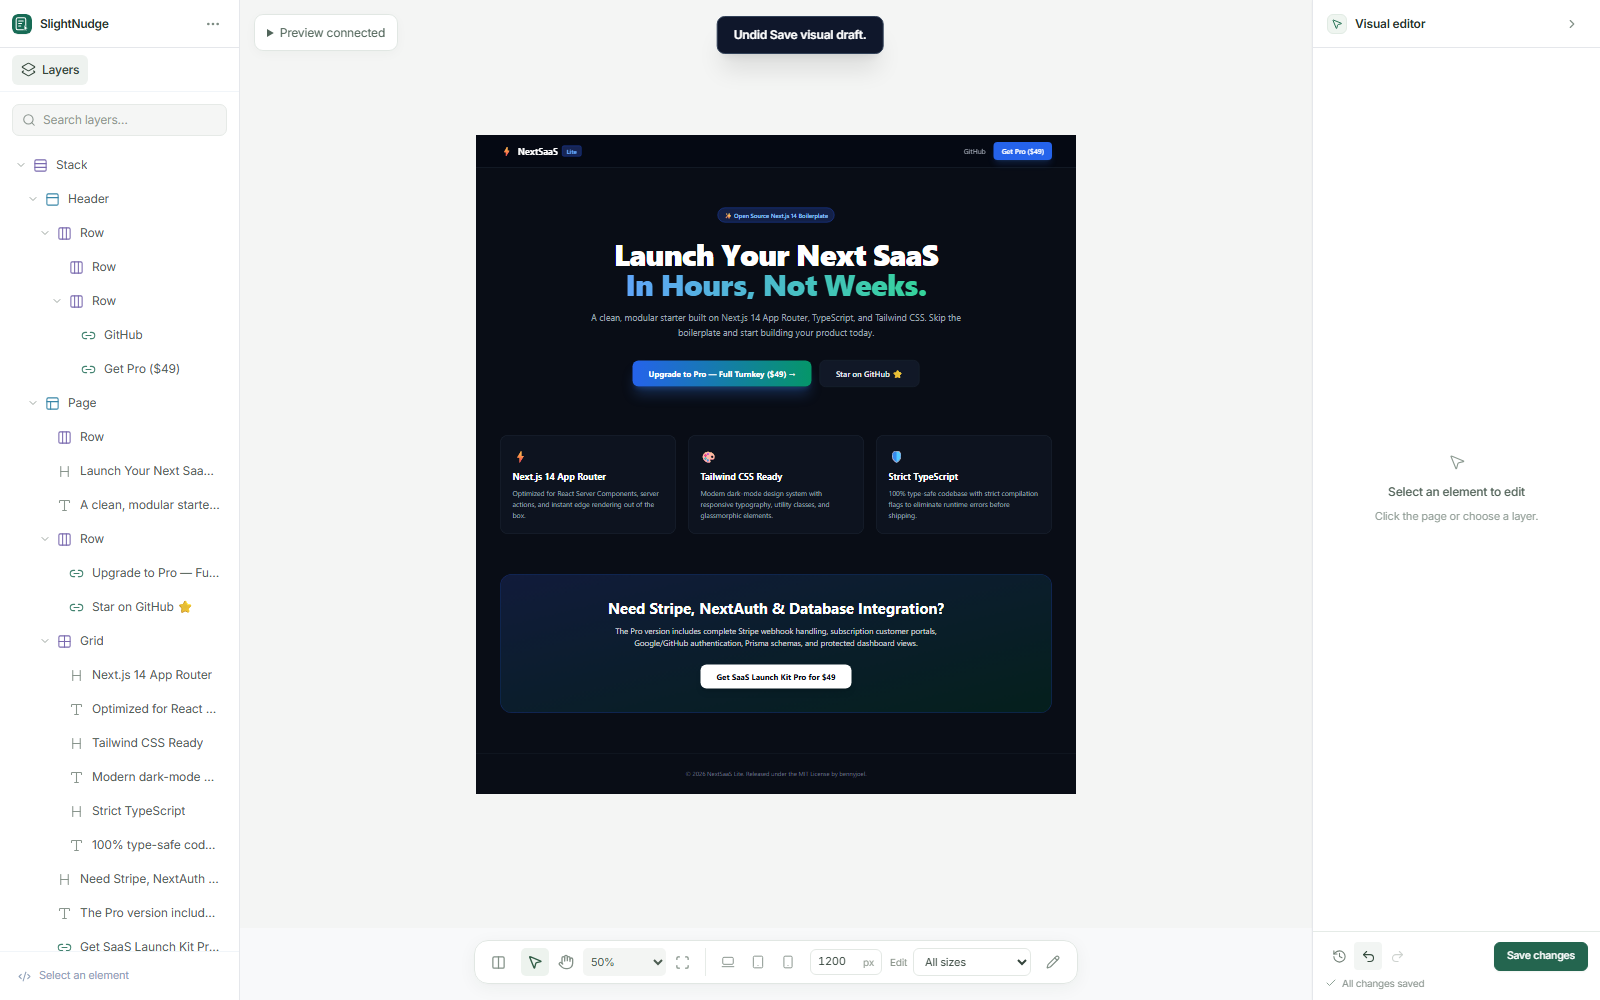 SlightNudge
Layers
Search layers...
Stack
Header
Row
Row
Row
GitHub
Get Pro ($49)
Page
Row
Launch Your Next Saa...
A clean, modular starte...
Row
Upgrade to Pro — Fu...
Star on GitHub ⭐
Grid
Next.js 14 App Router
Optimized for React ...
Tailwind CSS Ready
Modern dark-mode ...
Strict TypeScript
100% type-safe cod...
Need Stripe, NextAuth ...
The Pro version includ...
Get SaaS Launch Kit Pr...
Select an element
Preview connected
Undid Save visual draft.
NextSaaS Lite
GitHub
Get Pro ($49)
✨ Open Source Next.js 14 Boilerplate
Launch Your Next SaaS
In Hours, Not Weeks.
A clean, modular starter built on Next.js 14 App Router, TypeScript, and Tailwind CSS. Skip the
boilerplate and start building your product today.
Upgrade to Pro — Full Turnkey ($49) →
Star on GitHub ⭐
Next.js 14 App Router
Optimized for React Server Components, server
actions, and instant edge rendering out of the
box.
Tailwind CSS Ready
Modern dark-mode design system with
responsive typography, utility classes, and
glassmorphic elements.
Strict TypeScript
100% type-safe codebase with strict compilation
flags to eliminate runtime errors before
shipping.
Need Stripe, NextAuth & Database Integration?
The Pro version includes complete Stripe webhook handling, subscription customer portals,
Google/GitHub authentication, Prisma schemas, and protected dashboard views.
Get SaaS Launch Kit Pro for $49
© 2026 NextSaaS Lite. Released under the MIT License by bennyjoel.
50%
1200 px
Edit
All sizes
Visual editor
Select an element to edit
Click the page or choose a layer.
Save changes
All changes saved